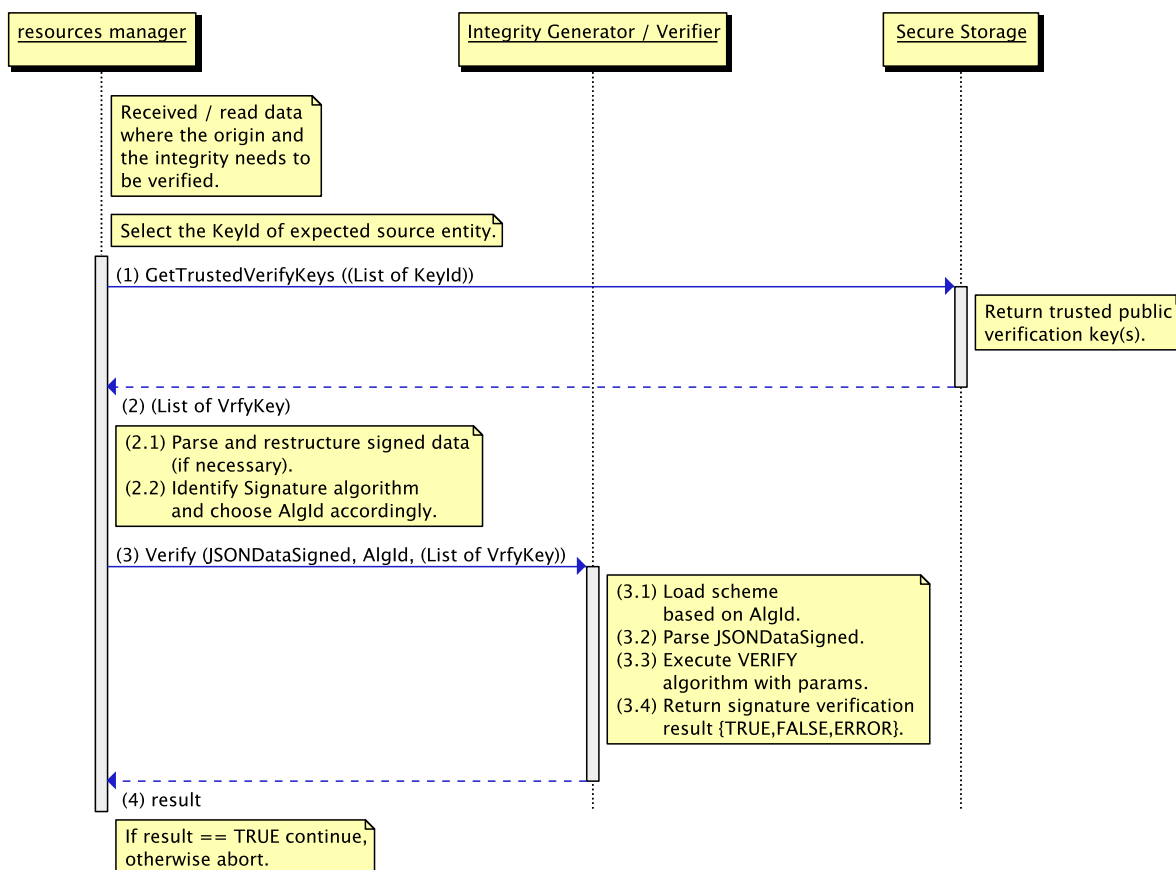 resources manager
Integrity Generator / Verifier
Secure Storage
Received / read data
where the origin and
the integrity needs to
be verified.
Select the KeyId of expected source entity.
(1) GetTrustedVerifyKeys ((List of KeyId))
Return trusted public
verification key(s).
(2) (List of VrfyKey)
(2.1) Parse and restructure signed data
(if necessary).
(2.2) Identify Signature algorithm
and choose AlgId accordingly.
(3) Verify (JSONDataSigned, AlgId, (List of VrfyKey))
(3.1) Load scheme
based on AlgId.
(3.2) Parse JSONDataSigned.
(3.3) Execute VERIFY
algorithm with params.
(3.4) Return signature verification
result {TRUE,FALSE,ERROR}.
(4) result
If result == TRUE continue,
otherwise abort.